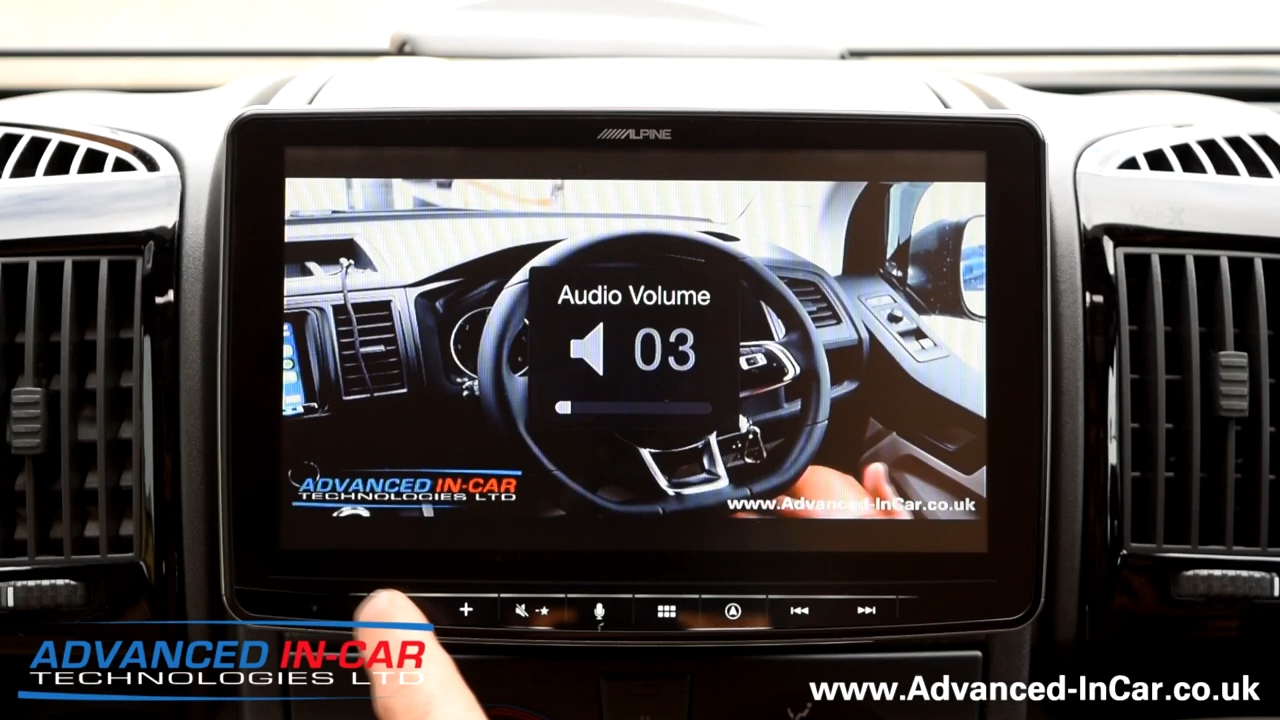 ALPINE
Audio Volume
03
ADVANCED IN-CAR
TECHNOLOGIES LTD
www.Advanced-InCar.co.uk
ADVANCED IN-CAR
TECHNOLOGIES LTD
www.Advanced-InCar.co.uk